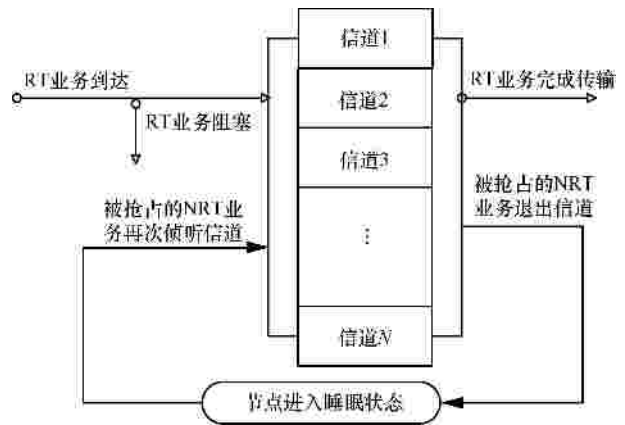 信道1
RT业务到达
信道2
RT业务完成传输
RT业务阻塞
信道3
被抢占的NRT业
务再次侦听信道
被抢占的NRT
业务退出信道
⋮
信道N
节点进入睡眠状态